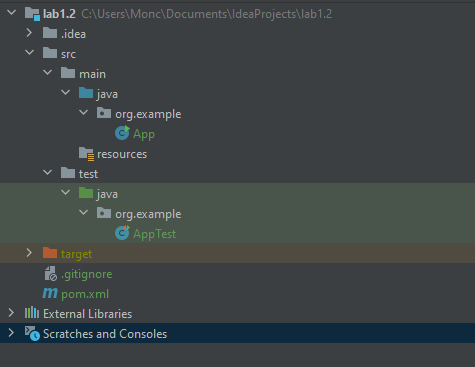 lab1.2 C:\Users\Monc\Documents\IdeaProjects\lab1.2
.idea
src
main
java
org.example
App
resources
test
java
org.example
AppTest
target
.gitignore
pom.xml
External Libraries
Scratches and Consoles